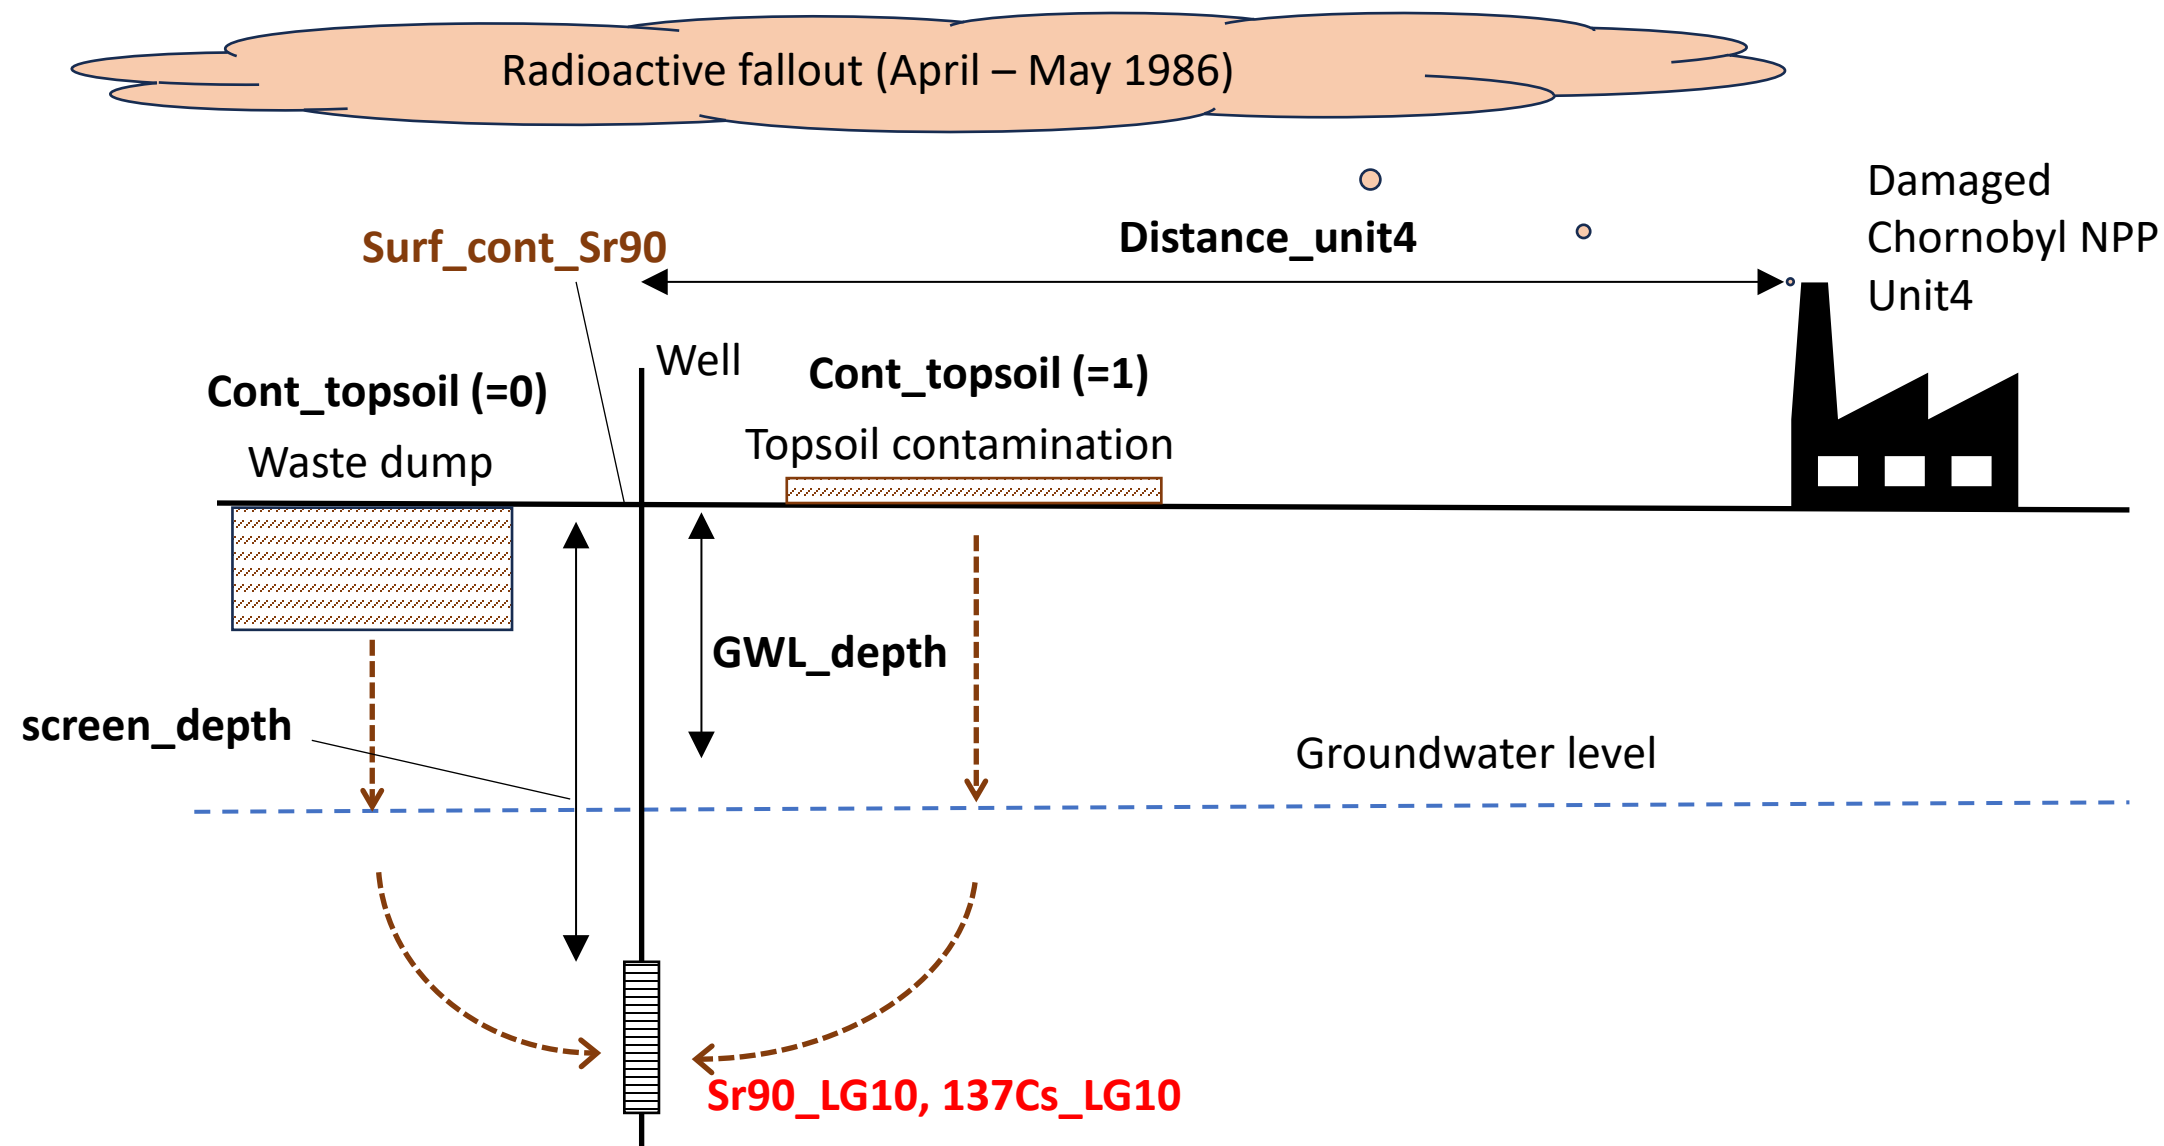 Radioactive fallout (April – May 1986)
Damaged
Chornobyl NPP
Unit4
Surf_cont_Sr90
Distance_unit4
Well
Cont_topsoil (=0)
Waste dump
Cont_topsoil (=1)
Topsoil contamination
GWL_depth
screen_depth
Groundwater level
Sr90_LG10, 137Cs_LG10